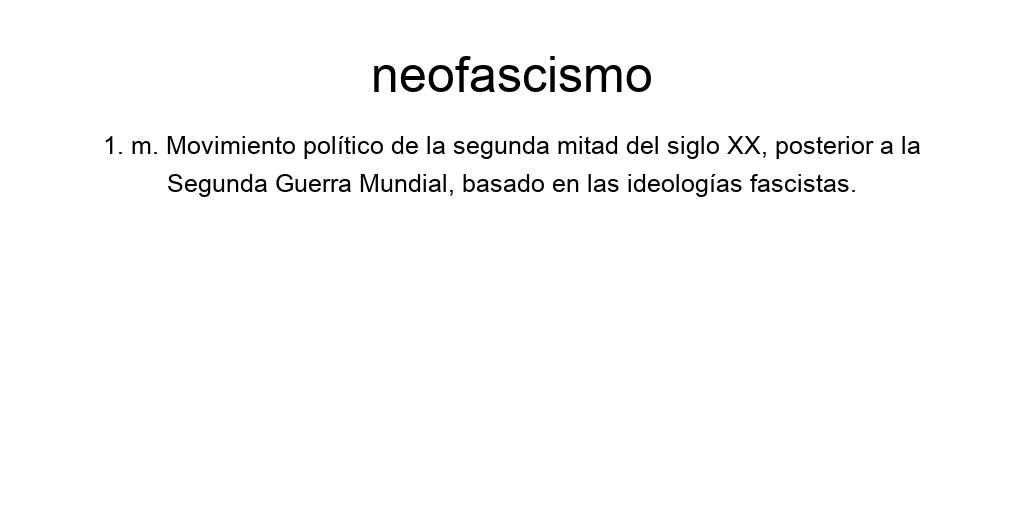 neofascismo
1. m. Movimiento político de la segunda mitad del siglo XX, posterior a la
Segunda Guerra Mundial, basado en las ideologías fascistas.